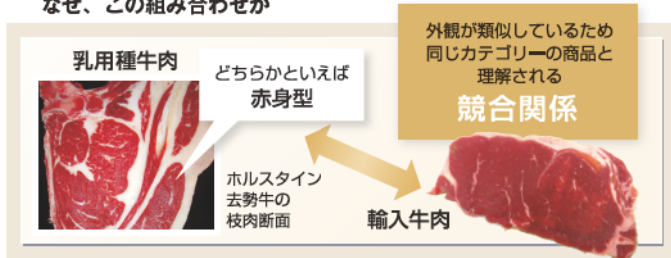 なぜ、この組み合わせか
乳用種牛肉
どちらかといえば
赤身型
外観が類似しているため
同じカテゴリーの商品と
理解される
競合関係
ホルスタイン
去勢牛の
枝肉断面
輸入牛肉